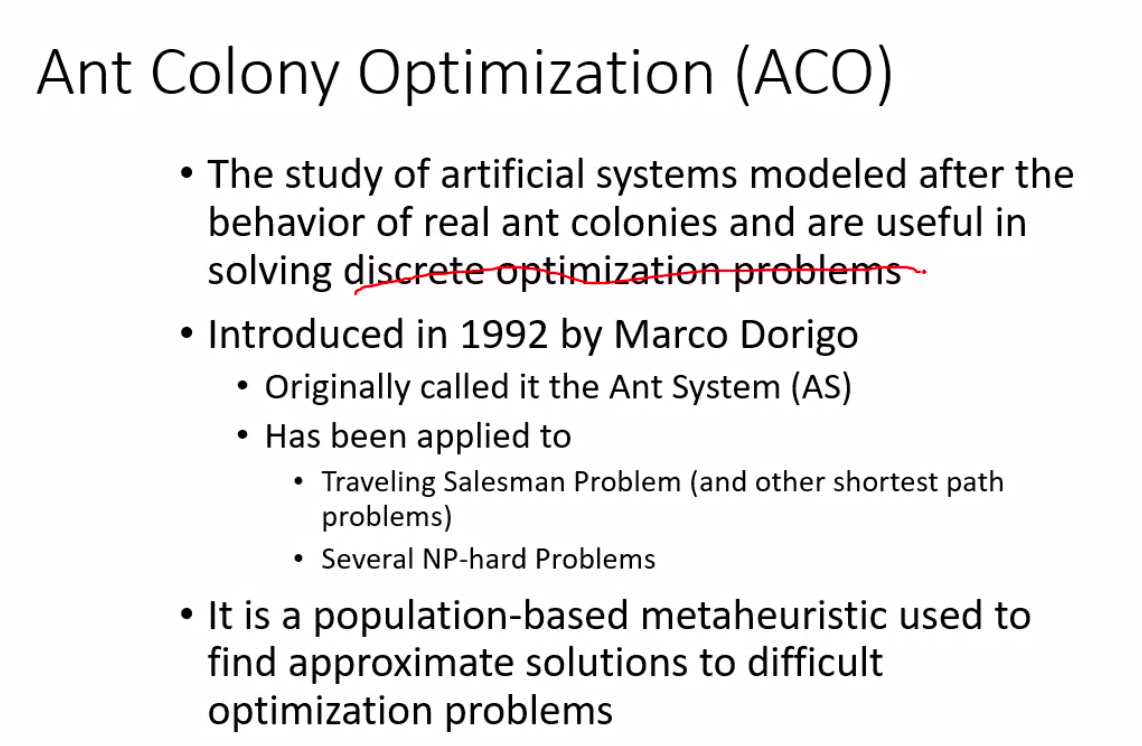 Ant Colony Optimization (ACO)
• The study of artificial systems modeled after the
behavior of real ant colonies and are useful in
solving discrete optimization problems
• Introduced in 1992 by Marco Dorigo
• Originally called it the Ant System (AS)
• Has been applied to
• Traveling Salesman Problem (and other shortest path
problems)
• Several NP-hard Problems
• It is a population-based metaheuristic used to
find approximate solutions to difficult
optimization problems